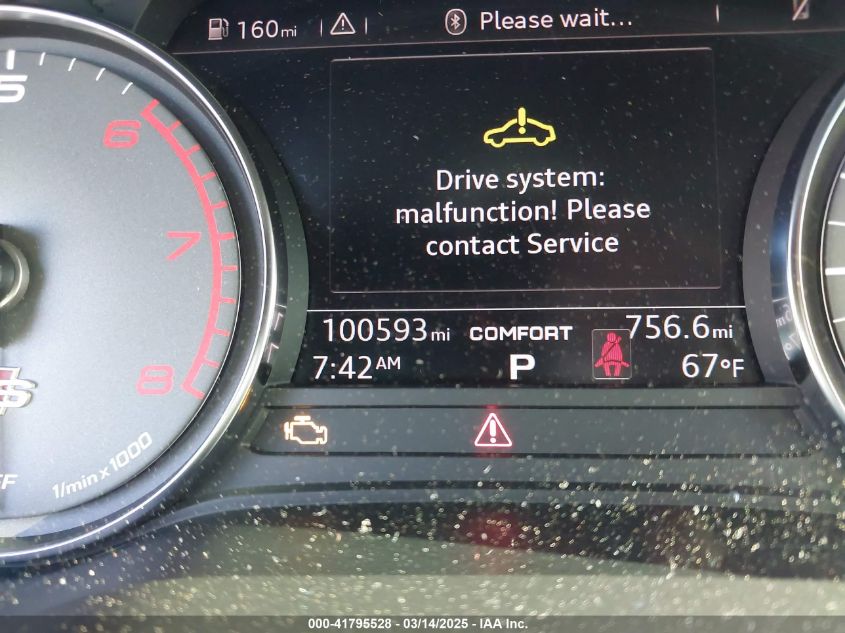 160mi
Please wait...
5
6
7
8
S
FF
1/min x 1000
Drive system:
malfunction! Please
contact Service
100593mi COMFORT 756.6mi
7:42AM P 67°F
000-41795528 - 03/14/2025 - IAA Inc.